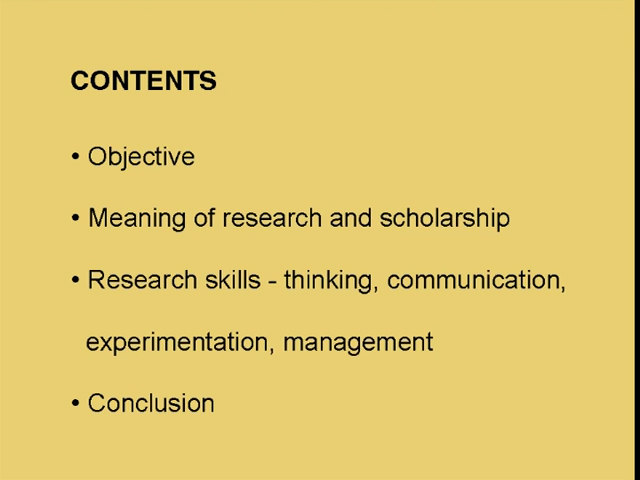 CONTENTS
• Objective
• Meaning of research and scholarship
• Research skills - thinking, communication,
experimentation, management
• Conclusion